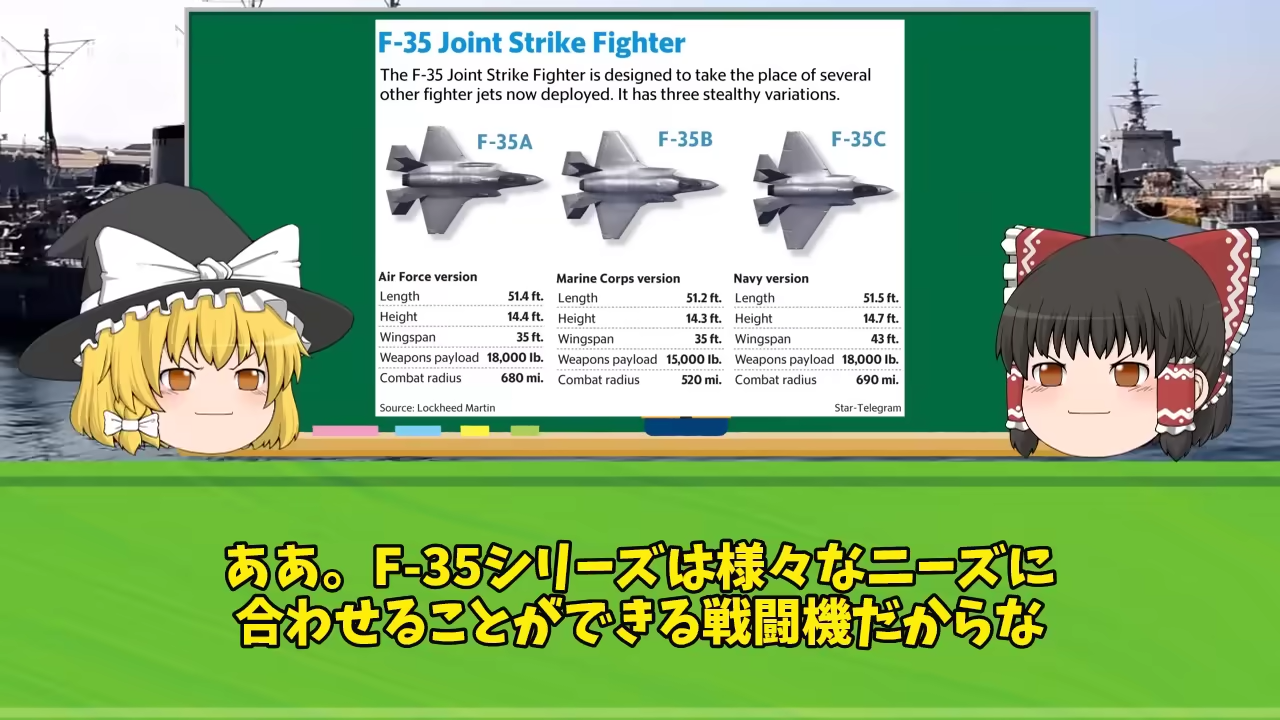 F-35 Joint Strike Fighter
The F-35 Joint Strike Fighter is designed to take the place of several
other fighter jets now deployed. It has three stealthy variations.
F-35A
F-35B
F-35C
Air Force version
Length 51.4 ft.
Height 14.4 ft.
Wingspan 35 ft.
Weapons payload 18,000 lb.
Combat radius 680 mi.
Marine Corps version
Length 51.2 ft.
Height 14.3 ft.
Wingspan 35 ft.
Weapons payload 15,000 lb.
Combat radius 520 mi.
Navy version
Length 51.5 ft.
Height 14.7 ft.
Wingspan 43 ft.
Weapons payload 18,000 lb.
Combat radius 690 mi.
Source: Lockheed Martin
Star-Telegram
ああ。F-35シリーズは様々なニーズに
合わせることができる戦闘機だからな